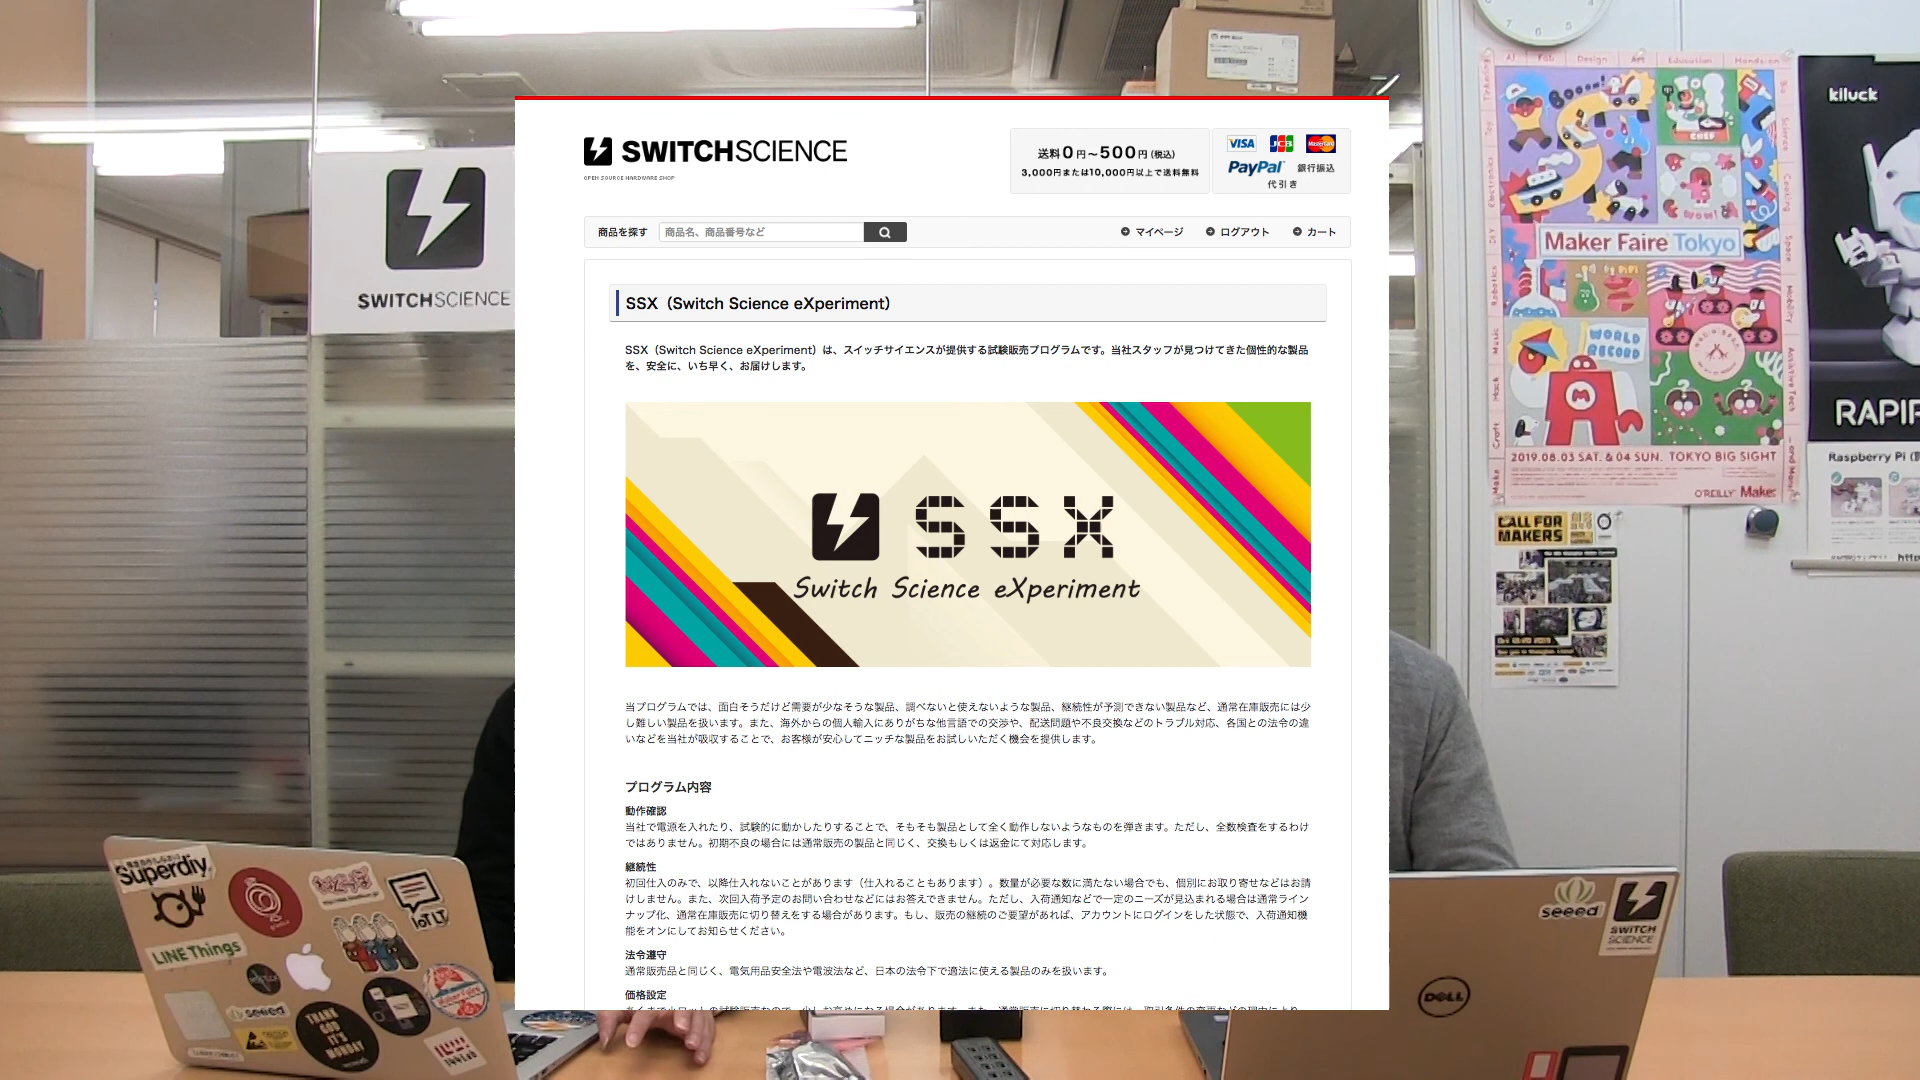 SWITCHSCIENCE
OPEN SOURCE HARDWARE SHOP
送料0円～500円(税込)
3,000円または10,000円以上で送料無料
VISA JCB MasterCard
PayPal 銀行振込
代引き
商品を探す 商品名、商品番号など
マイページ ログアウト カート
SSX（Switch Science eXperiment）
SSX（Switch Science eXperiment）は、スイッチサイエンスが提供する試験販売プログラムです。当社スタッフが見つけてきた個性的な製品
を、安全に、いち早く、お届けします。
SSX
Switch Science eXperiment
当プログラムでは、面白そうだけど需要が少なそうな製品、調べないと使えないような製品、継続性が予測できない製品など、通常在庫販売には少
し難しい製品を扱います。また、海外からの個人輸入にありがちな他言語での交渉や、配送問題や不良交換などのトラブル対応、各国との法令の違
いなどを当社が吸収することで、お客様が安心してニッチな製品をお試しいただく機会を提供します。
プログラム内容
動作確認
当社で電源を入れたり、試験的に動かしたりすることで、そもそも製品として全く動作しないようなものを弾きます。ただし、全数検査をするわけ
ではありません。初期不良の場合には通常販売の製品と同じく、交換もしくは返金にて対応します。
継続性
初回仕入のみで、以降仕入れないことがあります（仕入れることもあります）。数量が必要な数に満たない場合でも、個別にお取り寄せなどはお請
けしません。また、次回入荷予定のお問い合わせなどにはお答えできません。ただし、入荷通知などで一定のニーズが見込まれる場合は通常ライン
ナップ化、通常在庫販売に切り替えをする場合があります。もし、販売の継続のご要望があれば、アカウントにログインをした状態で、入荷通知機
能をオンにしてお知らせください。
法令遵守
通常販売品と同じく、電気用品安全法や電波法など、日本の法令下で適法に使える製品のみを扱います。
価格設定
SWITCHSCIENCE
AI Fab Design Art Education Hands-on
Boom!
CHEF
Wow!
Maker Faire Tokyo
WORLD
RECORD
2019.08.03 SAT. & 04 SUN. TOKYO BIG SIGHT
O'REILLY Make:
kiluck
RAPIR
Raspberry Pi
CALL FOR
MAKERS
Superdiy
IoTLT
LINE Things
seeed
Maker Faire
THANK
GOD
IT'S
MONDAY
seeed
SWITCH
SCIENCE
DELL